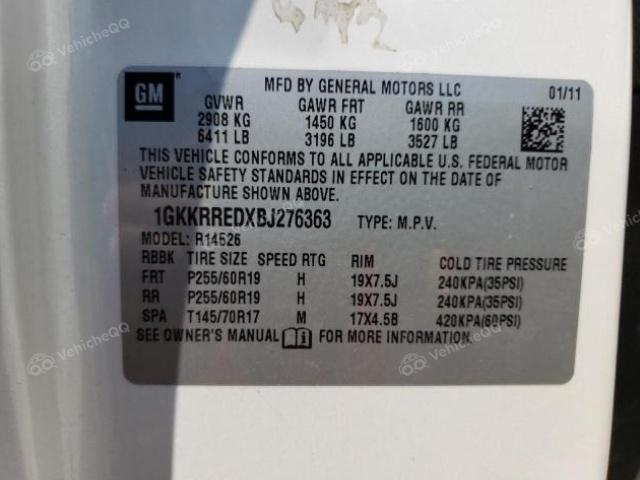 GM
MFD BY GENERAL MOTORS LLC 01/11
GVWR GAWR FRT GAWR RR
2908 KG 1450 KG 1600 KG
6411 LB 3196 LB 3527 LB
THIS VEHICLE CONFORMS TO ALL APPLICABLE U.S. FEDERAL MOTOR
VEHICLE SAFETY STANDARDS IN EFFECT ON THE DATE OF
MANUFACTURE SHOWN ABOVE.
1GKKRREDXBJ276363 TYPE: M.P.V.
MODEL: R14526
RBBK TIRE SIZE SPEED RTG RIM COLD TIRE PRESSURE
FRT P255/60R19 H 19X7.5J 240KPA(35PSI)
RR P255/60R19 H 19X7.5J 240KPA(35PSI)
SPA T145/70R17 M 17X4.5B 420KPA(60PSI)
SEE OWNER'S MANUAL FOR MORE INFORMATION
VehicleQQ